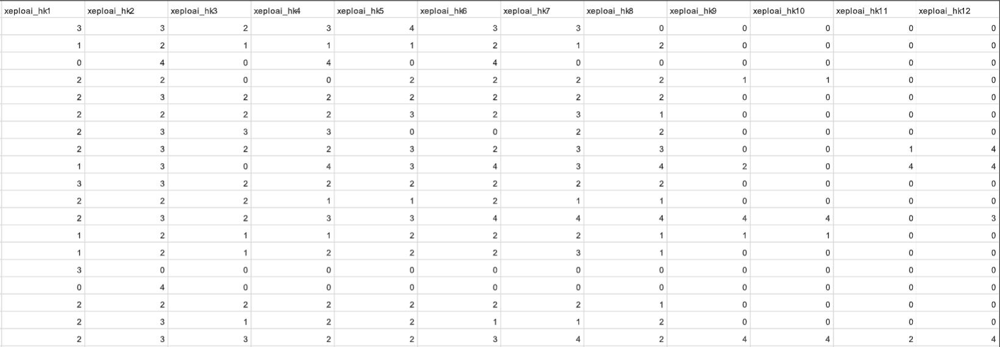 xeploai_hk1 xeploai_hk2 xeploai_hk3 xeploai_hk4 xeploai_hk5 xeploai_hk6 xeploai_hk7 xeploai_hk8 xeploai_hk9 xeploai_hk10 xeploai_hk11 xeploai_hk12
3 3 2 3 4 3 3 0 0 0 0 0
1 2 1 1 1 2 1 2 0 0 0 0
0 4 0 4 0 4 0 0 0 0 0 0
2 2 0 0 2 2 2 2 1 1 0 0
2 3 2 2 2 2 2 2 0 0 0 0
2 2 2 2 3 2 3 1 0 0 0 0
2 3 3 3 0 0 2 2 0 0 0 0
2 3 2 2 3 2 3 3 0 0 1 4
1 3 0 4 3 4 3 4 2 0 4 4
3 3 2 2 2 2 2 2 0 0 0 0
2 2 2 1 1 2 1 1 0 0 0 0
2 3 2 3 3 4 4 4 4 4 0 3
1 2 1 1 2 2 2 1 1 1 0 0
1 2 1 2 2 2 3 1 0 0 0 0
3 0 0 0 0 0 0 0 0 0 0 0
0 4 0 0 0 0 0 0 0 0 0 0
2 2 2 2 2 2 2 1 0 0 0 0
2 3 1 2 2 1 1 2 0 0 0 0
2 3 3 2 2 3 4 2 4 4 2 4